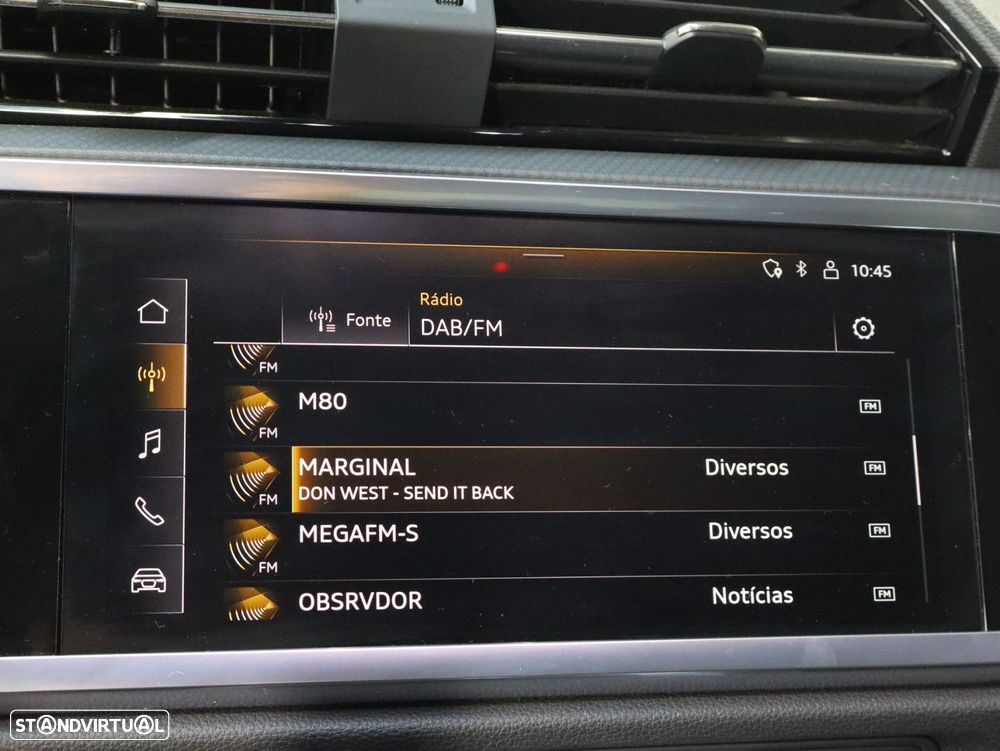 10:45
Rádio
Fonte
DAB/FM
FM
M80
FM
FM
MARGINAL Diversos FM
DON WEST - SEND IT BACK
FM
MEGAFM-S Diversos FM
FM
OBSRVDOR Notícias FM
STANDVIRTUAL